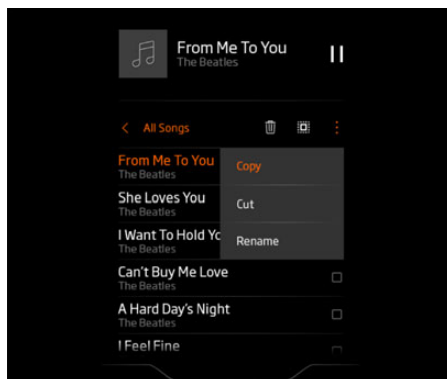 From Me To You
The Beatles
All Songs
From Me To You
The Beatles
Copy
She Loves You
The Beatles
Cut
I Want To Hold Yo
The Beatles
Rename
Can't Buy Me Love
The Beatles
A Hard Day's Night
The Beatles
I Feel Fine